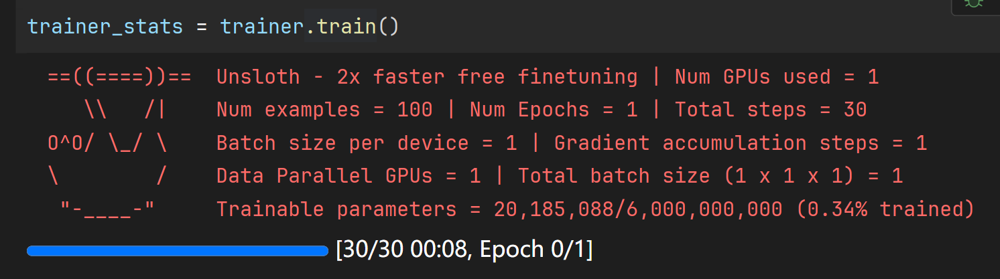 trainer_stats = trainer.train()
==((====))== Unsloth - 2x faster free finetuning | Num GPUs used = 1
\\ /| Num examples = 100 | Num Epochs = 1 | Total steps = 30
O^O/ \_/ \ Batch size per device = 1 | Gradient accumulation steps = 1
\ / Data Parallel GPUs = 1 | Total batch size (1 x 1 x 1) = 1
"-____-" Trainable parameters = 20,185,088/6,000,000,000 (0.34% trained)
[30/30 00:08, Epoch 0/1]